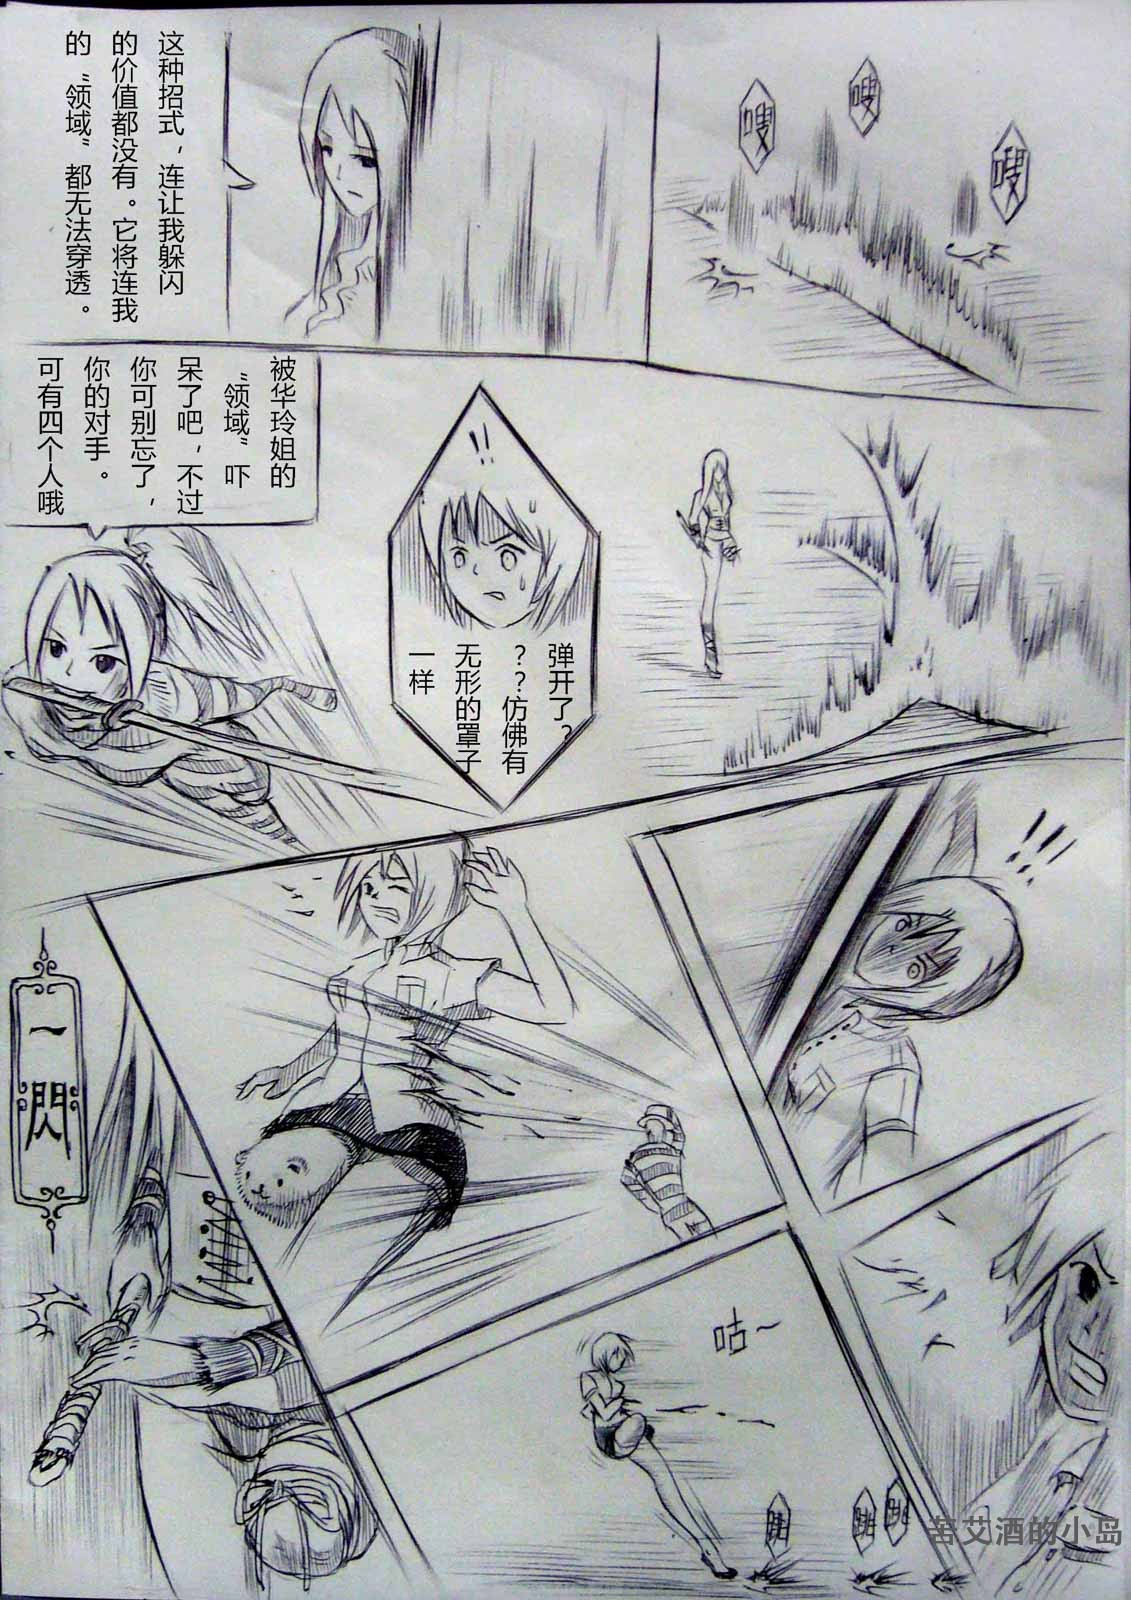 嗖
嗖
嗖
这种招式，连让我躲闪
的价值都没有。它将连我
的“领域”都无法穿透。
!!
弹开了？
？？仿佛有
无形的罩子
一样
被华玲姐的
“领域”吓
呆了吧，不过
你可别忘了，
你的对手。
可有四个人哦
!!
一閃
咕~
苦艾酒的小岛